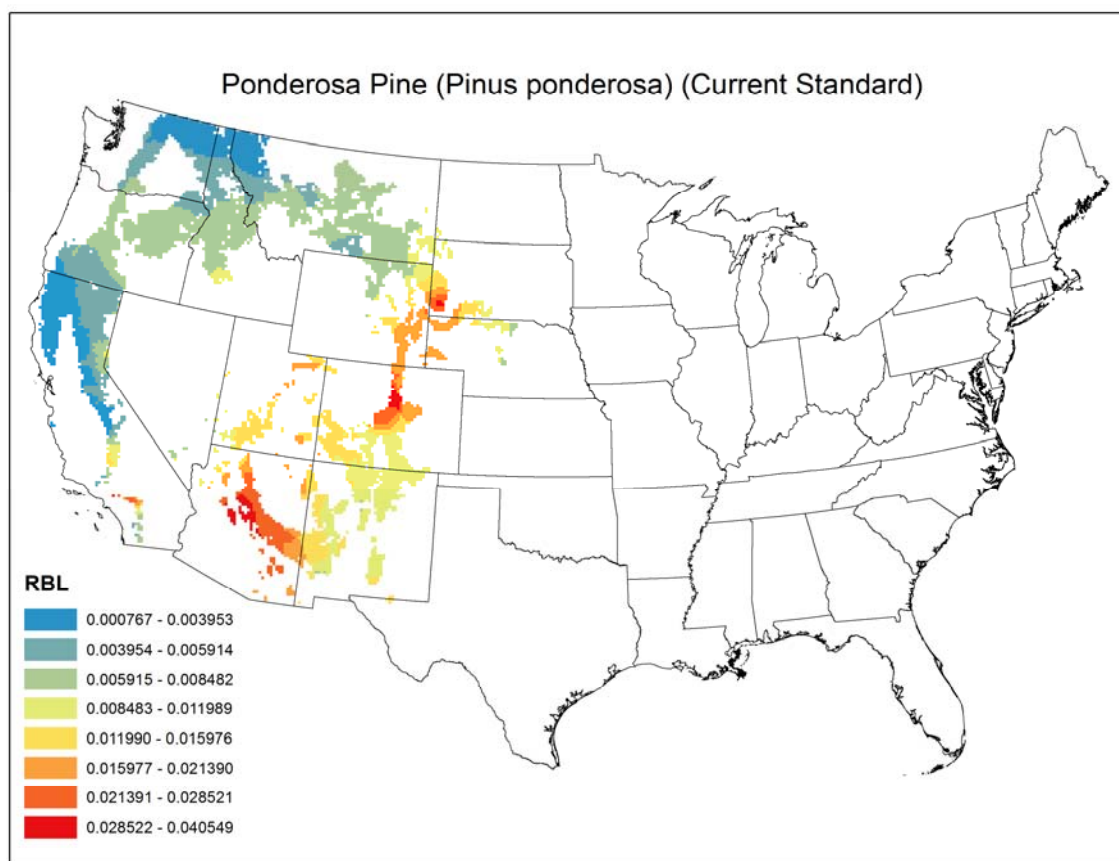 Ponderosa Pine (Pinus ponderosa) (Current Standard)
RBL
0.000767 - 0.003953
0.003954 - 0.005914
0.005915 - 0.008482
0.008483 - 0.011989
0.011990 - 0.015976
0.015977 - 0.021390
0.021391 - 0.028521
0.028522 - 0.040549